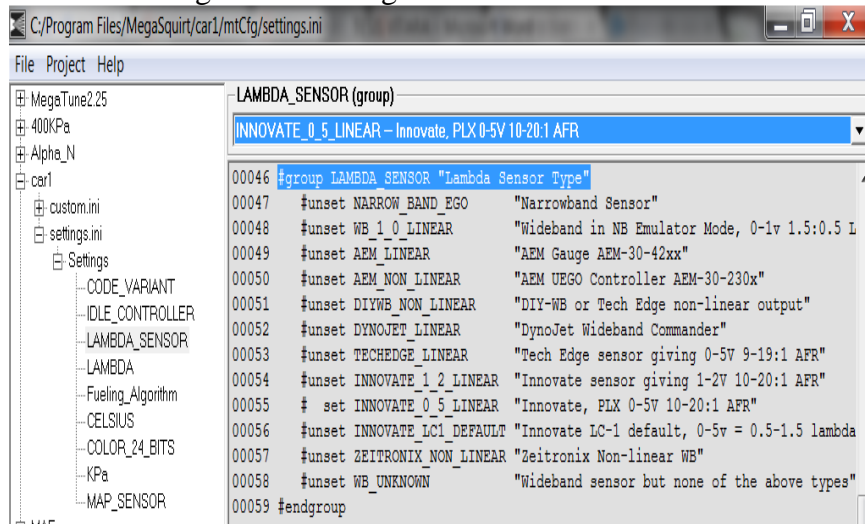 C:/Program Files/MegaSquirt/car1/mtCfg/settings.ini
File Project Help
MegaTune2.25
400KPa
Alpha_N
car1
custom.ini
settings.ini
Settings
CODE_VARIANT
IDLE_CONTROLLER
LAMBDA_SENSOR
LAMBDA
Fueling_Algorithm
CELSIUS
COLOR_24_BITS
KPa
MAP_SENSOR
LAMBDA_SENSOR (group)
INNOVATE_0_5_LINEAR – Innovate, PLX 0-5V 10-20:1 AFR
00046 #group LAMBDA_SENSOR "Lambda Sensor Type"
00047 #unset NARROW_BAND_EGO "Narrowband Sensor"
00048 #unset WB_1_0_LINEAR "Wideband in NB Emulator Mode, 0-1v 1.5:0.5 L
00049 #unset AEM_LINEAR "AEM Gauge AEM-30-42xx"
00050 #unset AEM_NON_LINEAR "AEM UEGO Controller AEM-30-230x"
00051 #unset DIYWB_NON_LINEAR "DIY-WB or Tech Edge non-linear output"
00052 #unset DYNOJET_LINEAR "DynoJet Wideband Commander"
00053 #unset TECHEDGE_LINEAR "Tech Edge sensor giving 0-5V 9-19:1 AFR"
00054 #unset INNOVATE_1_2_LINEAR "Innovate sensor giving 1-2V 10-20:1 AFR"
00055 # set INNOVATE_0_5_LINEAR "Innovate, PLX 0-5V 10-20:1 AFR"
00056 #unset INNOVATE_LC1_DEFAULT "Innovate LC-1 default, 0-5v = 0.5-1.5 lambda
00057 #unset ZEITRONIX_NON_LINEAR "Zeitronix Non-linear WB"
00058 #unset WB_UNKNOWN "Wideband sensor but none of the above types"
00059 #endgroup